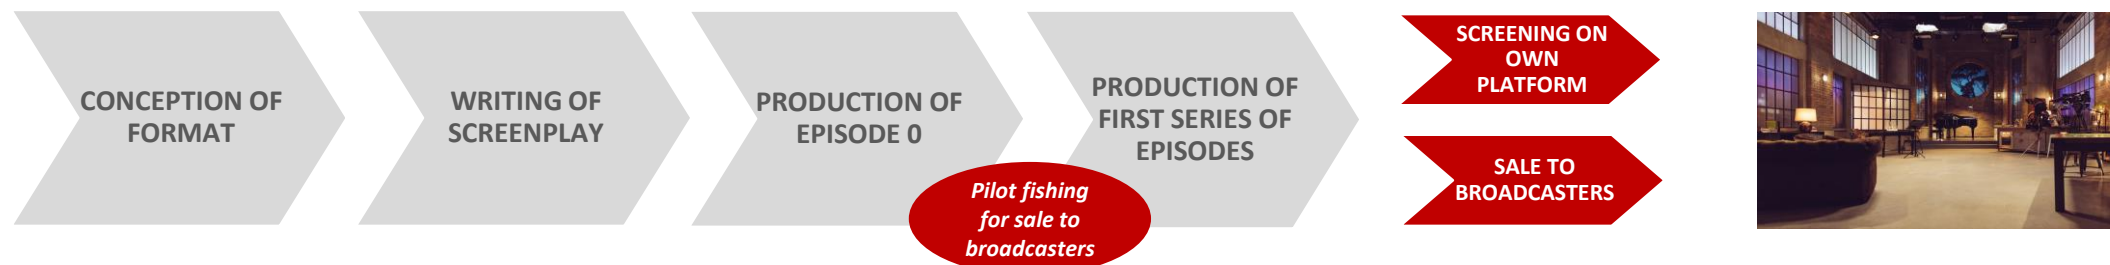 CONCEPTION OF
FORMAT
WRITING OF
SCREENPLAY
PRODUCTION OF
EPISODE 0
Pilot fishing
for sale to
broadcasters
PRODUCTION OF
FIRST SERIES OF
EPISODES
SCREENING ON
OWN
PLATFORM
SALE TO
BROADCASTERS